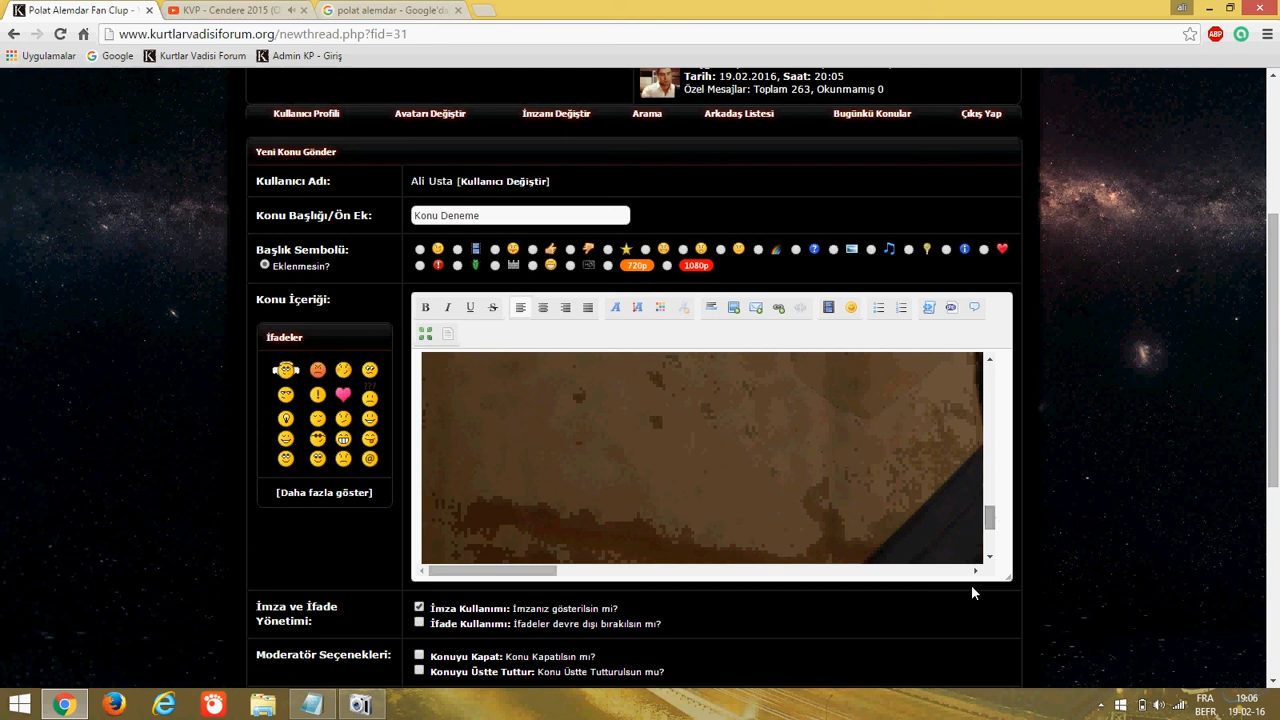 Polat Alemdar Fan Clup -
KVP - Cendere 2015 (O
polat alemdar - Google'da
ali
www.kurtlarvadisiforum.org/newthread.php?fid=31
ABP
Uygulamalar
Google
Kurtlar Vadisi Forum
Admin KP - Giriş
Tarih: 19.02.2016, Saat: 20:05
Özel Mesajlar: Toplam 263, Okunmamış 0
Kullanıcı Profili
Avatarı Değiştir
İmzanı Değiştir
Arama
Arkadaş Listesi
Bugünkü Konular
Çıkış Yap
Yeni Konu Gönder
Kullanıcı Adı:
Ali Usta [Kullanıcı Değiştir]
Konu Başlığı/Ön Ek:
Konu Deneme
Başlık Sembolü:
Eklenmesin?
720p
1080p
Konu İçeriği:
İfadeler
[Daha fazla göster]
İmza ve İfade
Yönetimi:
İmza Kullanımı: İmzanız gösterilsin mi?
İfade Kullanımı: İfadeler devre dışı bırakılsın mı?
Moderatör Seçenekleri:
Konuyu Kapat: Konu Kapatılsın mı?
Konuyu Üstte Tuttur: Konu Üstte Tutturulsun mu?
FRA
BEFR
19:06
19-02-16